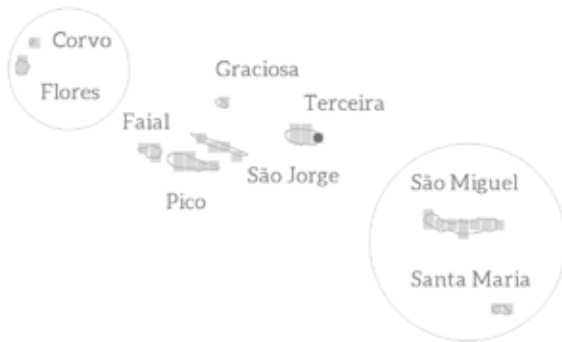 Corvo
Flores
Graciosa
Terceira
Faial
São Jorge
Pico
São Miguel
Santa Maria